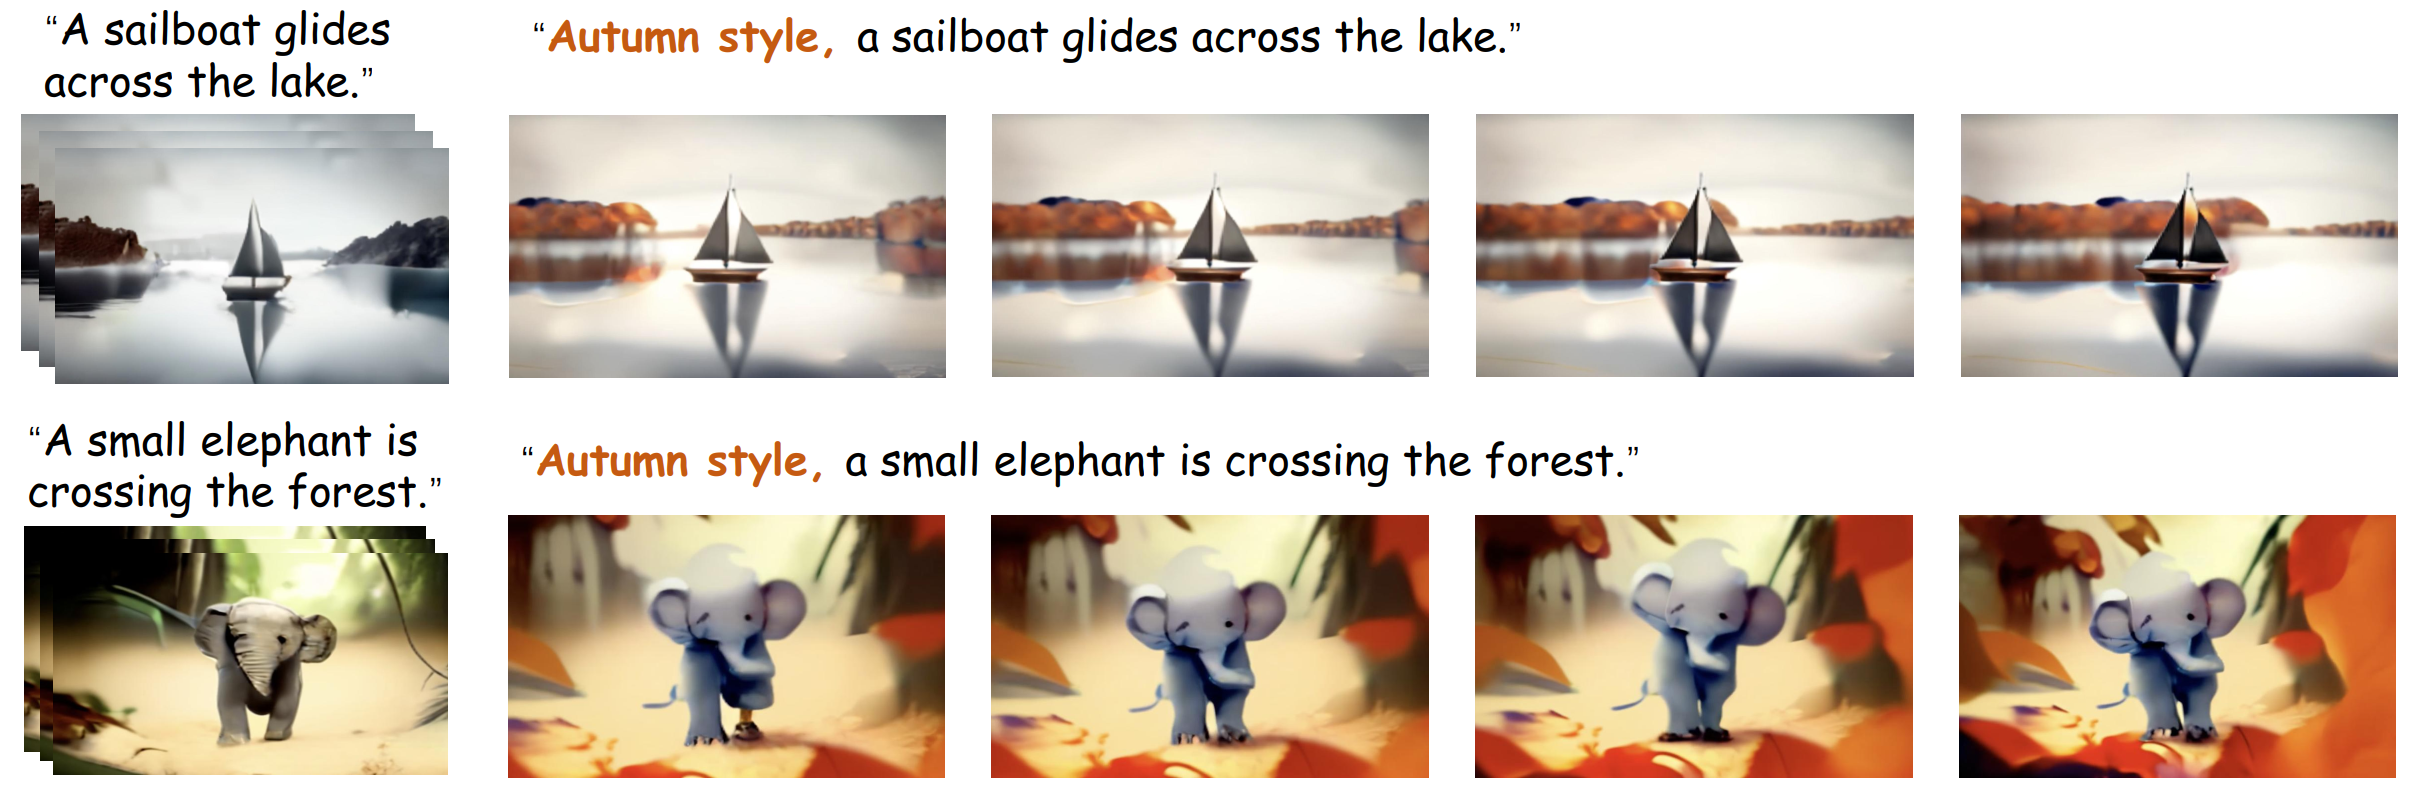 “A sailboat glides
across the lake.”
“Autumn style, a sailboat glides across the lake.”
“A small elephant is
crossing the forest.”
“Autumn style, a small elephant is crossing the forest.”